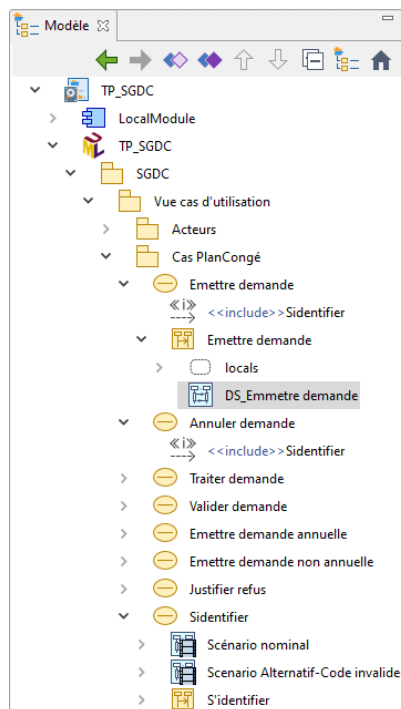 Modèle
TP_SGDC
LocalModule
TP_SGDC
SGDC
Vue cas d'utilisation
Acteurs
Cas PlanCongé
Emettre demande
«i» <<include>>Sidentifier
Emettre demande
locals
DS_Emmetre demande
Annuler demande
«i» <<include>>Sidentifier
Traiter demande
Valider demande
Emettre demande annuelle
Emettre demande non annuelle
Justifier refus
Sidentifier
Scénario nominal
Scenario Alternatif-Code invalide
S'identifier